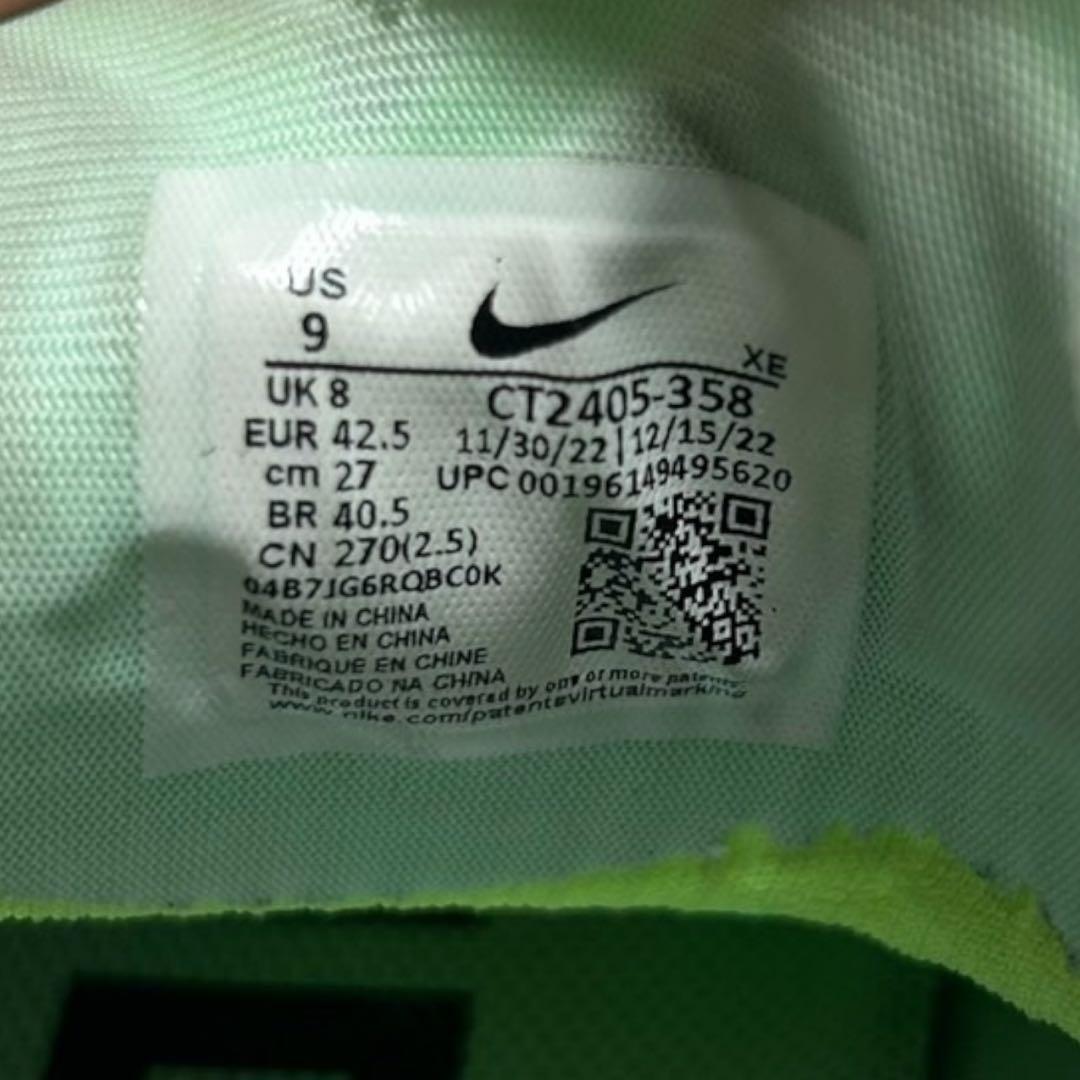 US
9
XE
UK 8
CT2405-358
EUR 42.5
11/30/22|12/15/22
cm 27
UPC 00196149495620
BR 40.5
CN 270(2.5)
04B7JG6RQBC0K
MADE IN CHINA
HECHO EN CHINA
FABRIQUE EN CHINE
FABRICADO NA CHINA
This product is covered by one or more patents.
www.nike.com/patentsvirtualmarking